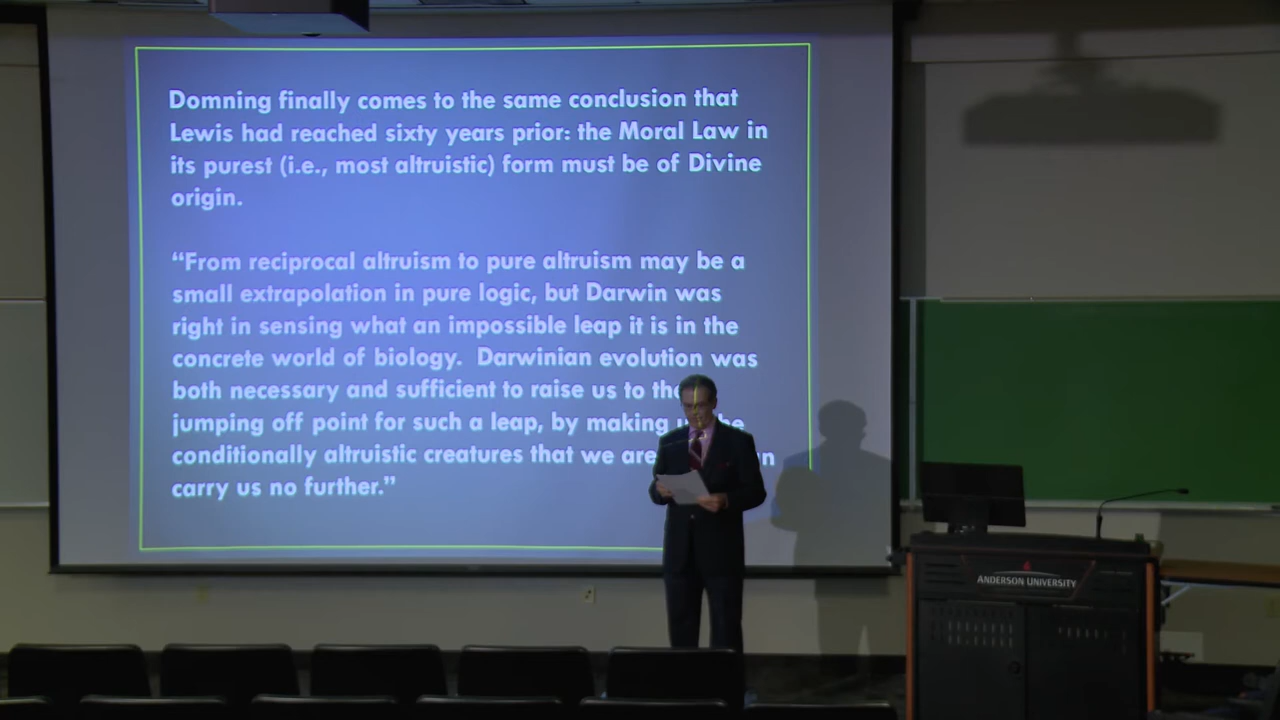 Domning finally comes to the same conclusion that
Lewis had reached sixty years prior: the Moral Law in
its purest (i.e., most altruistic) form must be of Divine
origin.
“From reciprocal altruism to pure altruism may be a
small extrapolation in pure logic, but Darwin was
right in sensing what an impossible leap it is in the
concrete world of biology. Darwinian evolution was
both necessary and sufficient to raise us to the
jumping off point for such a leap, by making
conditionally altruistic creatures that we are
carry us no further.”
ANDERSON UNIVERSITY